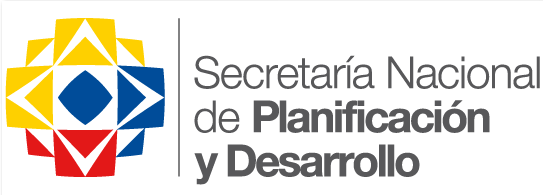 Secretaría Nacional
de Planificación
y Desarrollo